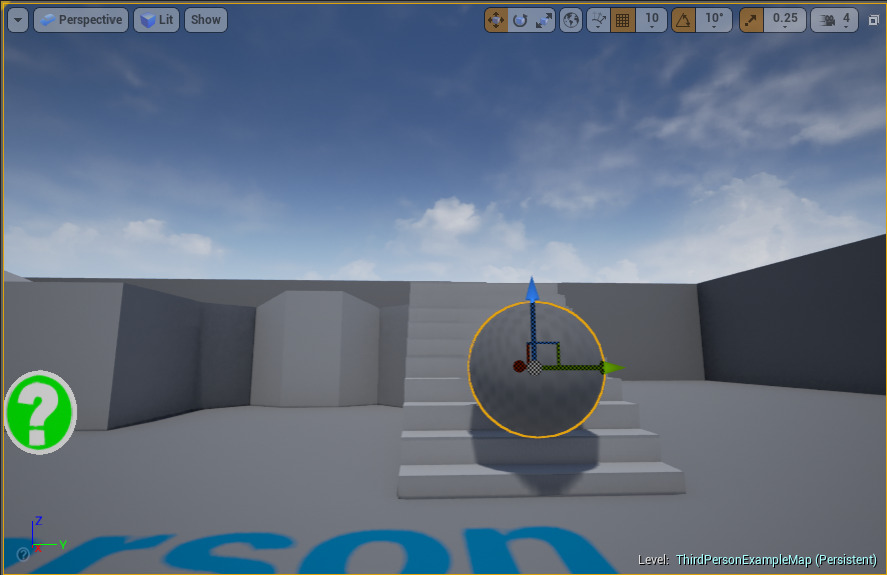 Perspective Lit Show 10 10° 0.25 4
?
Z
Y
X
?
rson
Level: ThirdPersonExampleMap (Persistent)